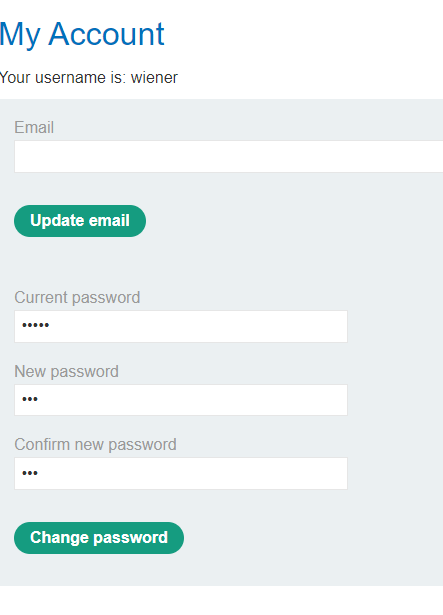 My Account
Your username is: wiener
Email
Update email
Current password
•••••
New password
•••
Confirm new password
•••
Change password